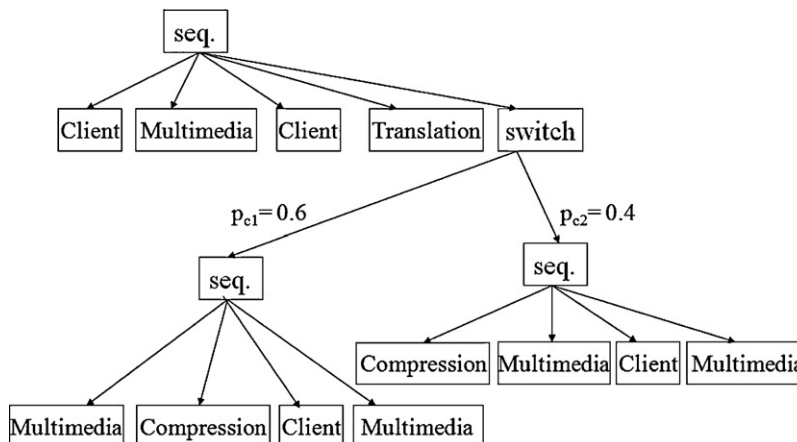 seq.
Client
Multimedia
Client
Translation
switch
pc1= 0.6
pc2= 0.4
seq.
seq.
Compression
Multimedia
Client
Multimedia
Multimedia
Compression
Client
Multimedia